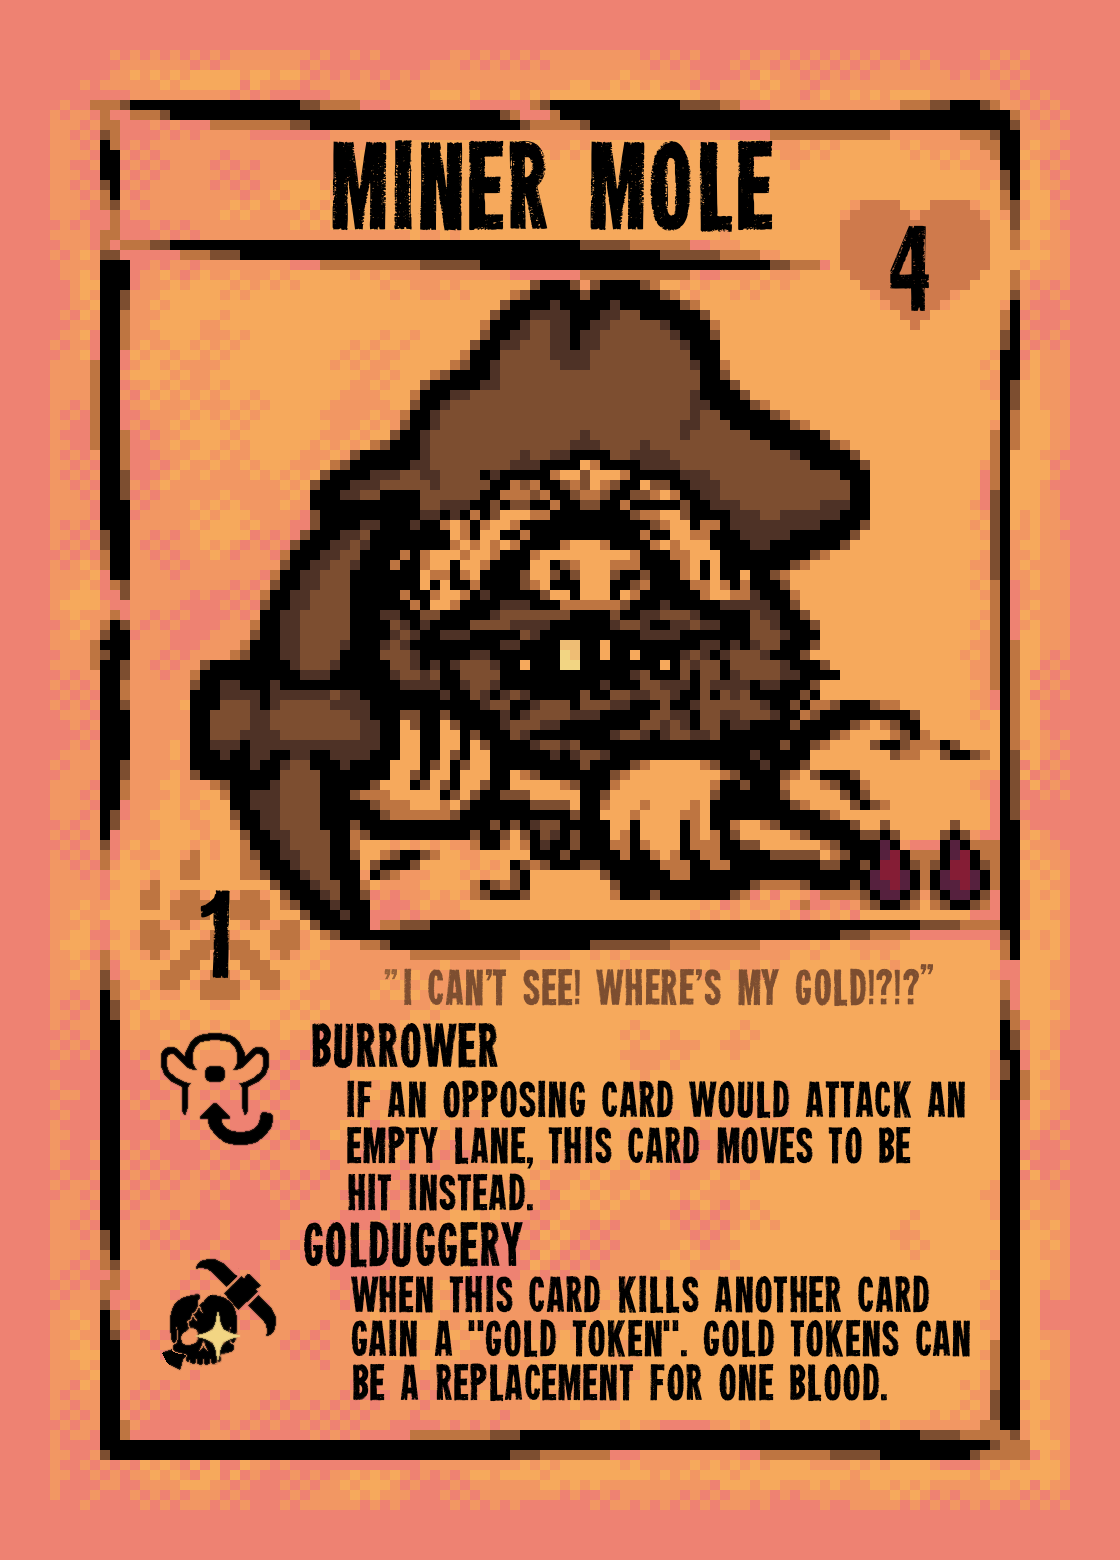 MINER MOLE
4
1
"I CAN'T SEE! WHERE'S MY GOLD!?!?"
BURROWER
IF AN OPPOSING CARD WOULD ATTACK AN
EMPTY LANE, THIS CARD MOVES TO BE
HIT INSTEAD.
GOLDUGGERY
WHEN THIS CARD KILLS ANOTHER CARD
GAIN A "GOLD TOKEN". GOLD TOKENS CAN
BE A REPLACEMENT FOR ONE BLOOD.